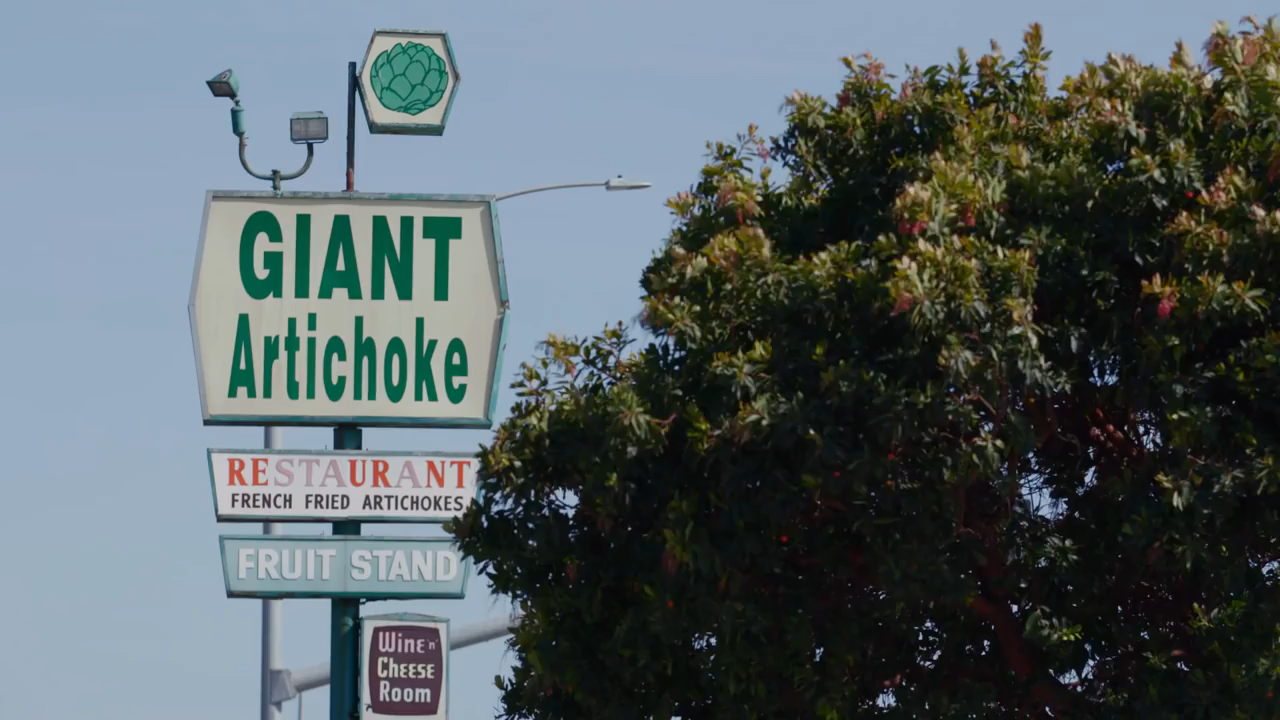 GIANT
Artichoke
RESTAURANT
FRENCH FRIED ARTICHOKES
FRUIT STAND
Wine 'n'
Cheese
Room